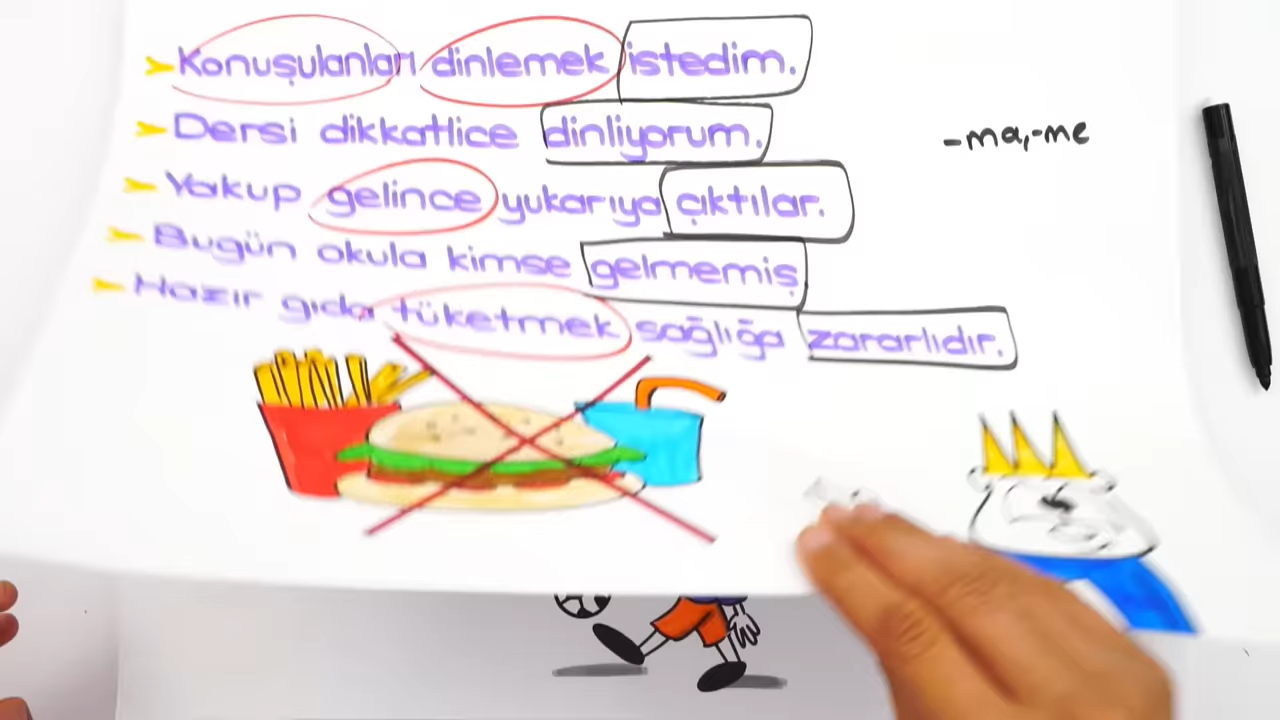 Konuşulanları dinlemek istedim.
Dersi dikkatlice dinliyorum.
-ma,-me
Yakup gelince yukarıya çıktılar.
Bugün okula kimse gelmemiş
Hazır gıda tüketmek sağlığa zararlıdır.